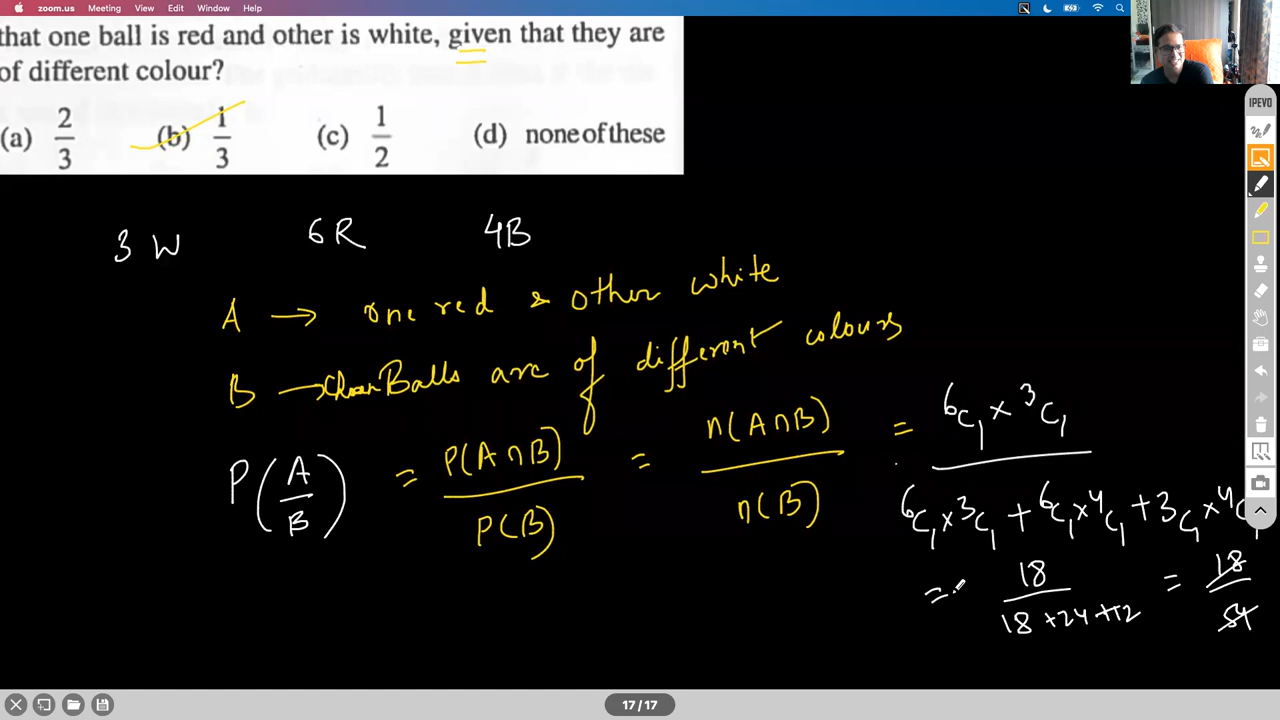 zoom.us Meeting View Edit Window Help
that one ball is red and other is white, given that they are
of different colour?
(a) 2/3 (b) 1/3 (c) 1/2 (d) none of these
IPEVO
3 W 6 R 4B
A → one red & other white
B → Balls are of different colours
P(A/B) = P(A∩B)/P(B) = n(A∩B)/n(B) = ⁶C₁ × ³C₁ / ⁶C₁×³C₁ + ⁶C₁×⁴C₁ + 3C₁×⁴C₁
= 18/18+24+12 = 18/54
17/17